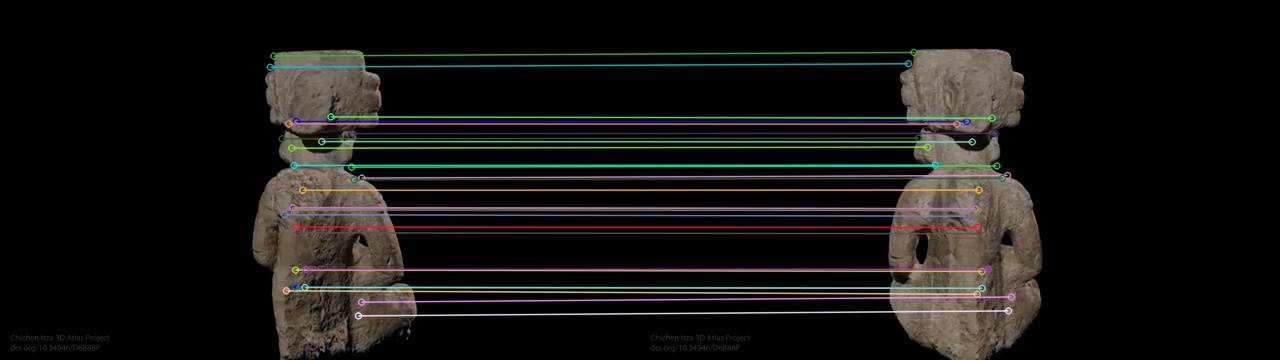 Chichen Itza 3D Atlas Project
doi.org/10.34946/D6B88P
Chichen Itza 3D Atlas Project
doi.org/10.34946/D6B88P